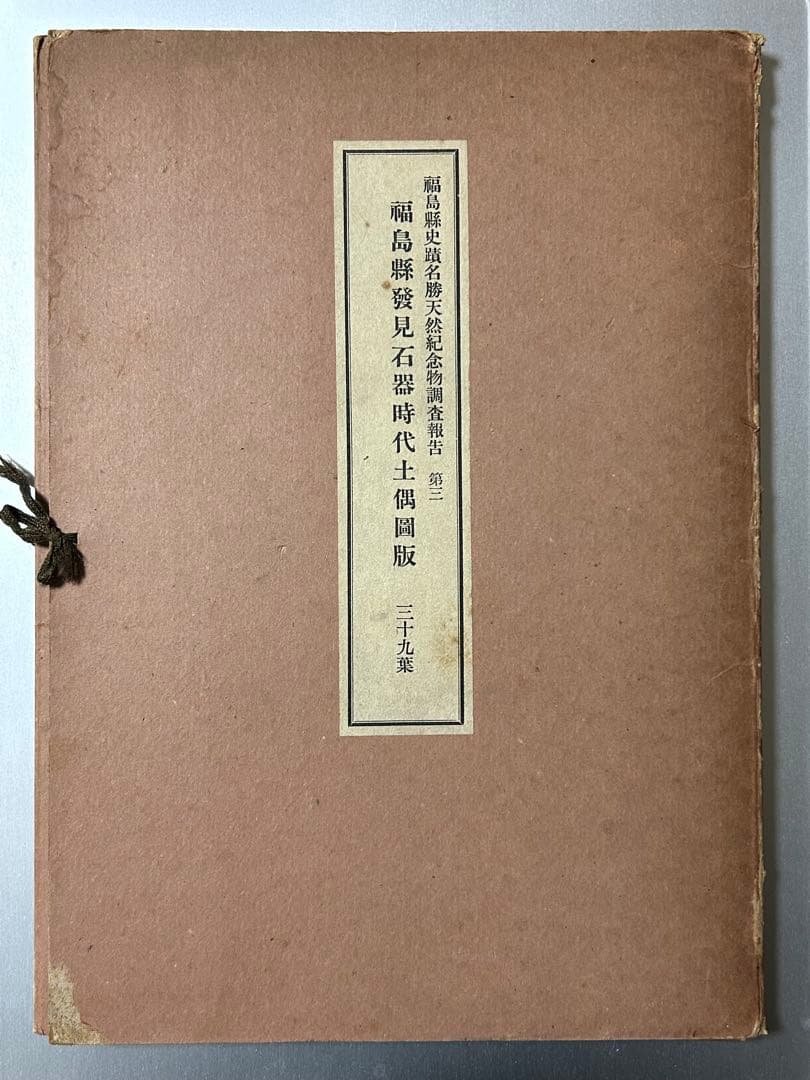 福島縣史蹟名勝天然紀念物調査報告 第三
福島縣發見石器時代土偶圖版 三十九葉